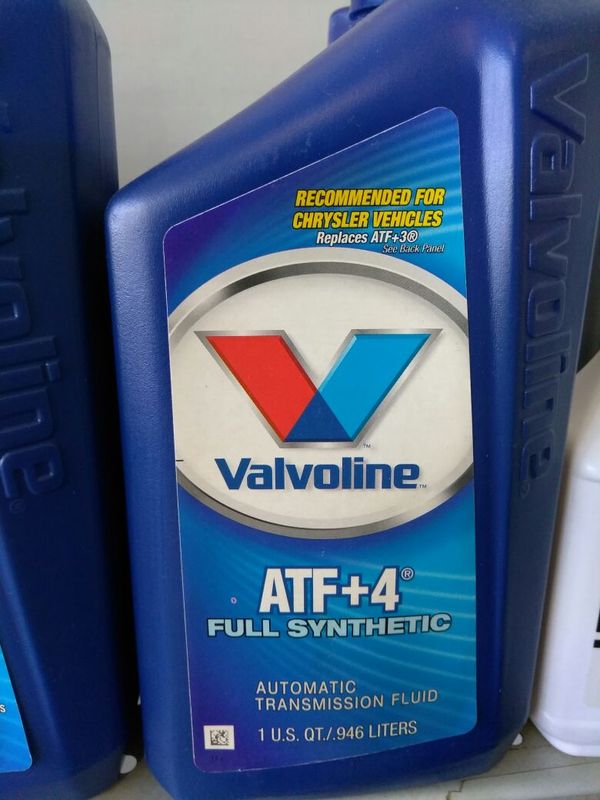 RECOMMENDED FOR
CHRYSLER VEHICLES
Replaces ATF+3®
See Back Panel
Valvoline™
ATF+4®
FULL SYNTHETIC
AUTOMATIC
TRANSMISSION FLUID
1 U.S. QT./.946 LITERS
Valvoline